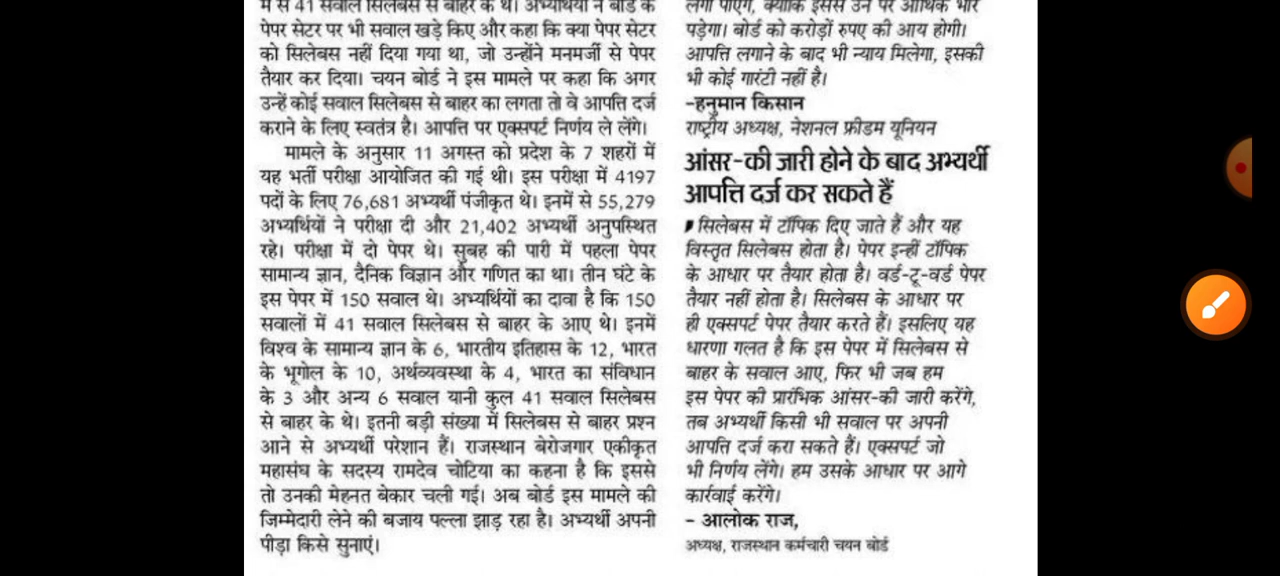 में से 41 सवाल सिलेबस से बाहर के थे। अभ्यर्थियों ने बोर्ड के
पेपर सेटर पर भी सवाल खड़े किए और कहा कि क्या पेपर सेटर
को सिलेबस नहीं दिया गया था, जो उन्होंने मनमर्जी से पेपर
तैयार कर दिया। चयन बोर्ड ने इस मामले पर कहा कि अगर
उन्हें कोई सवाल सिलेबस से बाहर का लगता तो वे आपत्ति दर्ज
कराने के लिए स्वतंत्र है। आपत्ति पर एक्सपर्ट निर्णय ले लेंगे।
मामले के अनुसार 11 अगस्त को प्रदेश के 7 शहरों में
यह भर्ती परीक्षा आयोजित की गई थी। इस परीक्षा में 4197
पदों के लिए 76,681 अभ्यर्थी पंजीकृत थे। इनमें से 55,279
अभ्यर्थियों ने परीक्षा दी और 21,402 अभ्यर्थी अनुपस्थित
रहे। परीक्षा में दो पेपर थे। सुबह की पारी में पहला पेपर
सामान्य ज्ञान, दैनिक विज्ञान और गणित का था। तीन घंटे के
इस पेपर में 150 सवाल थे। अभ्यर्थियों का दावा है कि 150
सवालों में 41 सवाल सिलेबस से बाहर के आए थे। इनमें
विश्व के सामान्य ज्ञान के 6, भारतीय इतिहास के 12, भारत
के भूगोल के 10, अर्थव्यवस्था के 4, भारत का संविधान
के 3 और अन्य 6 सवाल यानी कुल 41 सवाल सिलेबस
से बाहर के थे। इतनी बड़ी संख्या में सिलेबस से बाहर प्रश्न
आने से अभ्यर्थी परेशान हैं। राजस्थान बेरोजगार एकीकृत
महासंघ के सदस्य रामदेव चोटिया का कहना है कि इससे
तो उनकी मेहनत बेकार चली गई। अब बोर्ड इस मामले की
जिम्मेदारी लेने की बजाय पल्ला झाड़ रहा है। अभ्यर्थी अपनी
पीड़ा किसे सुनाएं।
लगा पाएंगे, क्योंकि इससे उन पर आर्थिक भार
पड़ेगा। बोर्ड को करोड़ों रुपए की आय होगी।
आपत्ति लगाने के बाद भी न्याय मिलेगा, इसकी
भी कोई गारंटी नहीं है।
-हनुमान किसान
राष्ट्रीय अध्यक्ष, नेशनल फ्रीडम यूनियन
आंसर-की जारी होने के बाद अभ्यर्थी
आपत्ति दर्ज कर सकते हैं
सिलेबस में टॉपिक दिए जाते हैं और यह
विस्तृत सिलेबस होता है। पेपर इन्हीं टॉपिक
के आधार पर तैयार होता है। वर्ड-टू-वर्ड पेपर
तैयार नहीं होता है। सिलेबस के आधार पर
ही एक्सपर्ट पेपर तैयार करते हैं। इसलिए यह
धारणा गलत है कि इस पेपर में सिलेबस से
बाहर के सवाल आए, फिर भी जब हम
इस पेपर की प्रारंभिक आंसर-की जारी करेंगे,
तब अभ्यर्थी किसी भी सवाल पर अपनी
आपत्ति दर्ज करा सकते हैं। एक्सपर्ट जो
भी निर्णय लेंगे। हम उसके आधार पर आगे
कार्रवाई करेंगे।
- आलोक राज,
अध्यक्ष, राजस्थान कर्मचारी चयन बोर्ड